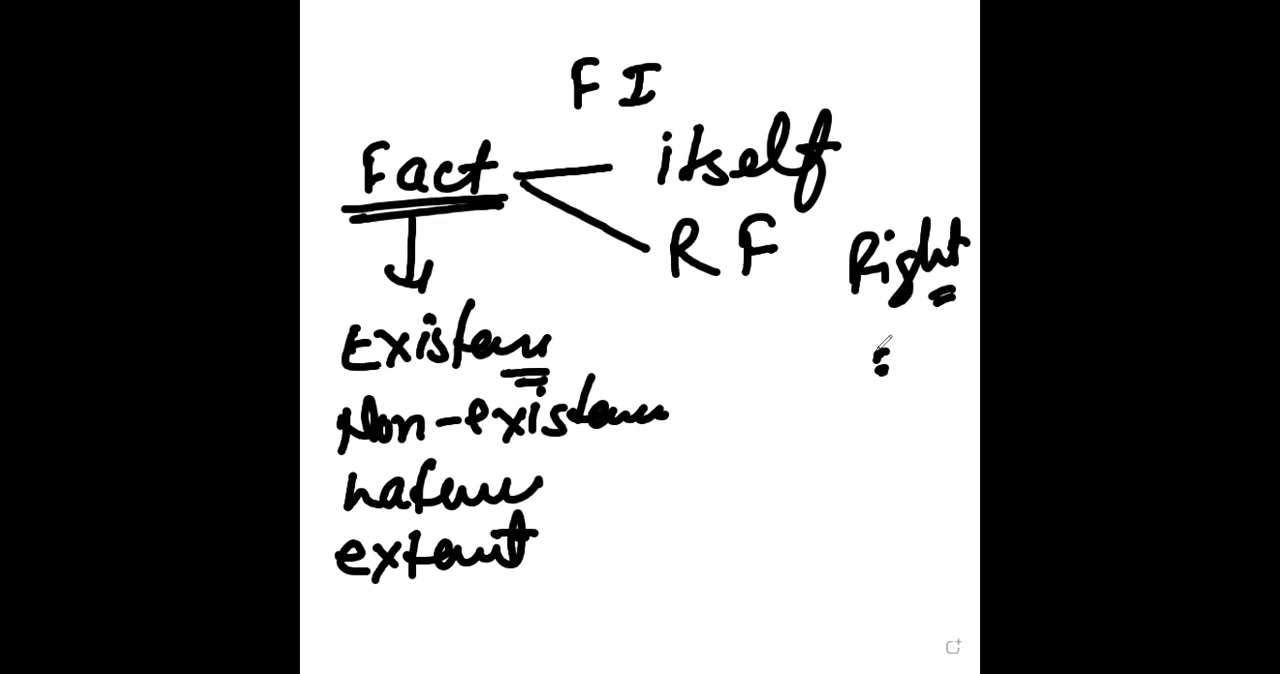 F I
Fact itself
R F
Right
Existence
Non-existence
nature
extent